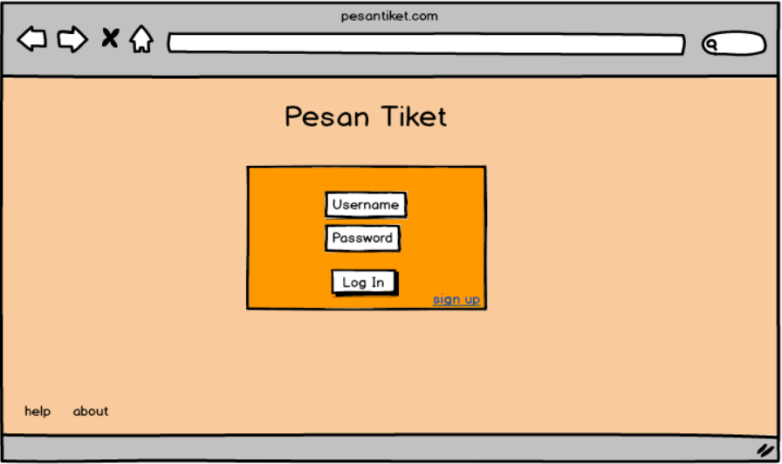 pesantiket.com
Pesan Tiket
Username
Password
Log In
sign up
help about